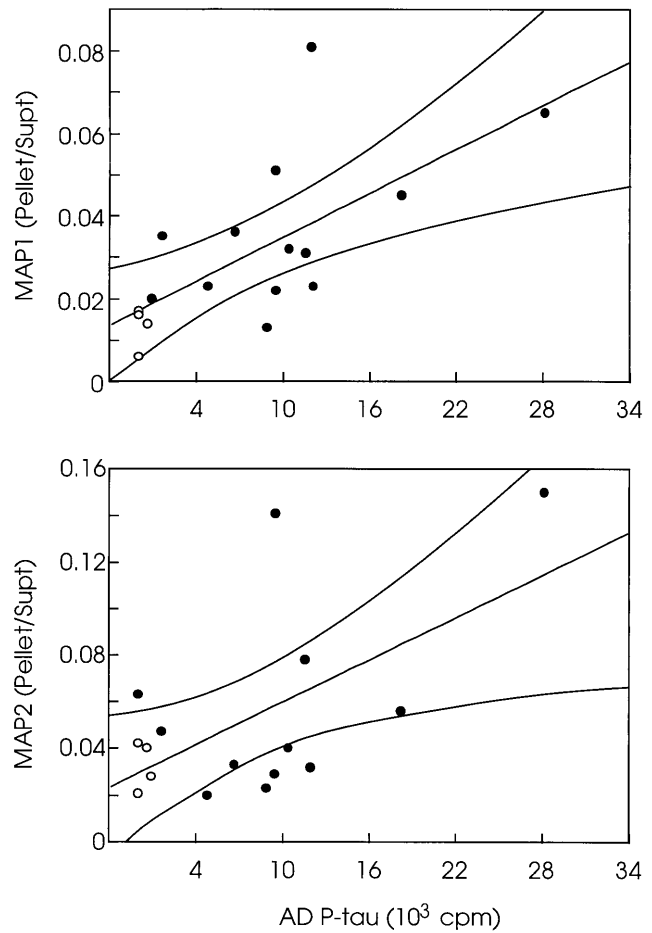 MAP1 (Pellet/Supt)
0.08
0.06
0.04
0.02
0
4 10 16 22 28 34
MAP2 (Pellet/Supt)
0.16
0.12
0.08
0.04
0
4 10 16 22 28 34
AD P-tau (10³ cpm)